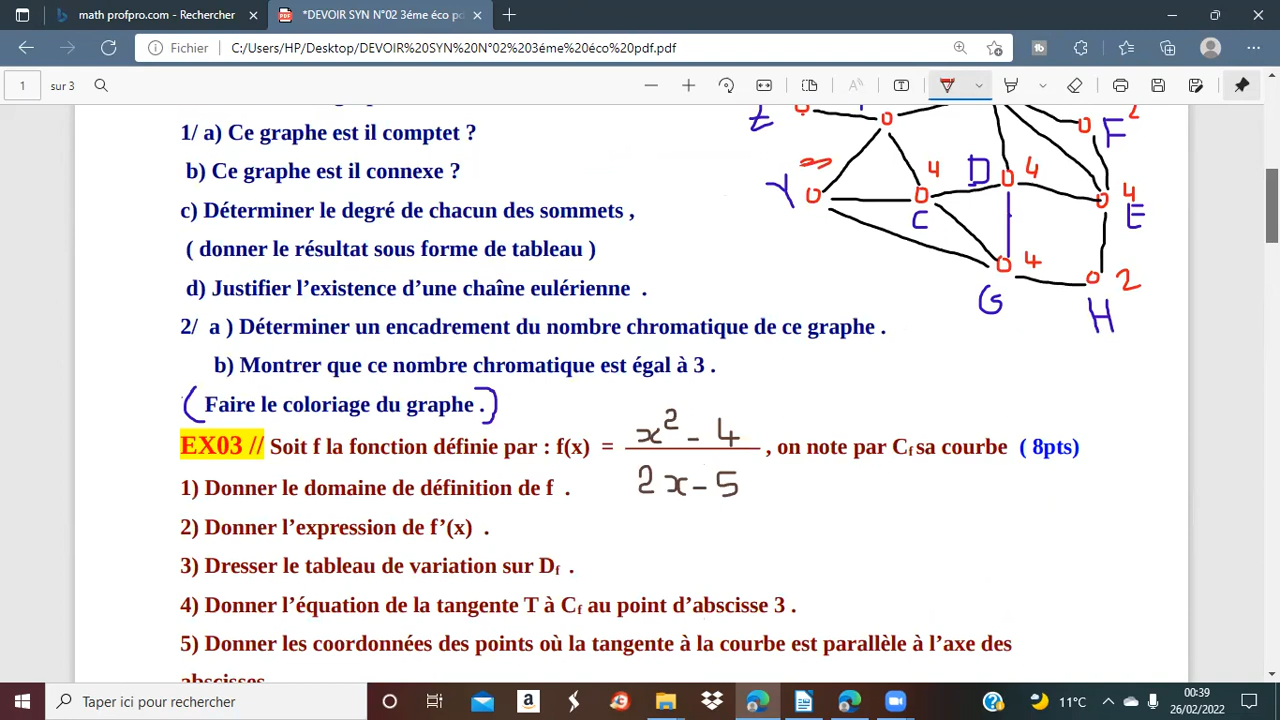 math profpro.com - Rechercher
*DEVOIR SYN N°02 3éme éco pd
Fichier
C:/Users/HP/Desktop/DEVOIR%20SYN%20N°02%203éme%20éco%20pdf.pdf
1 sur 3
1/ a) Ce graphe est il comptet ?
b) Ce graphe est il connexe ?
c) Déterminer le degré de chacun des sommets ,
( donner le résultat sous forme de tableau )
d) Justifier l’existence d’une chaîne eulérienne .
2/ a ) Déterminer un encadrement du nombre chromatique de ce graphe .
b) Montrer que ce nombre chromatique est égal à 3 .
(Faire le coloriage du graphe .)
F
4 D 4
Y C 4 E
4 2
G H
EX03 // Soit f la fonction définie par : f(x) = x² - 4 / 2x - 5 , on note par Cf sa courbe ( 8pts)
1) Donner le domaine de définition de f .
2) Donner l’expression de f’(x) .
3) Dresser le tableau de variation sur Df .
4) Donner l’équation de la tangente T à Cf au point d’abscisse 3 .
5) Donner les coordonnées des points où la tangente à la courbe est parallèle à l’axe des
abscisses
Taper ici pour rechercher
11°C
00:39
26/02/2022